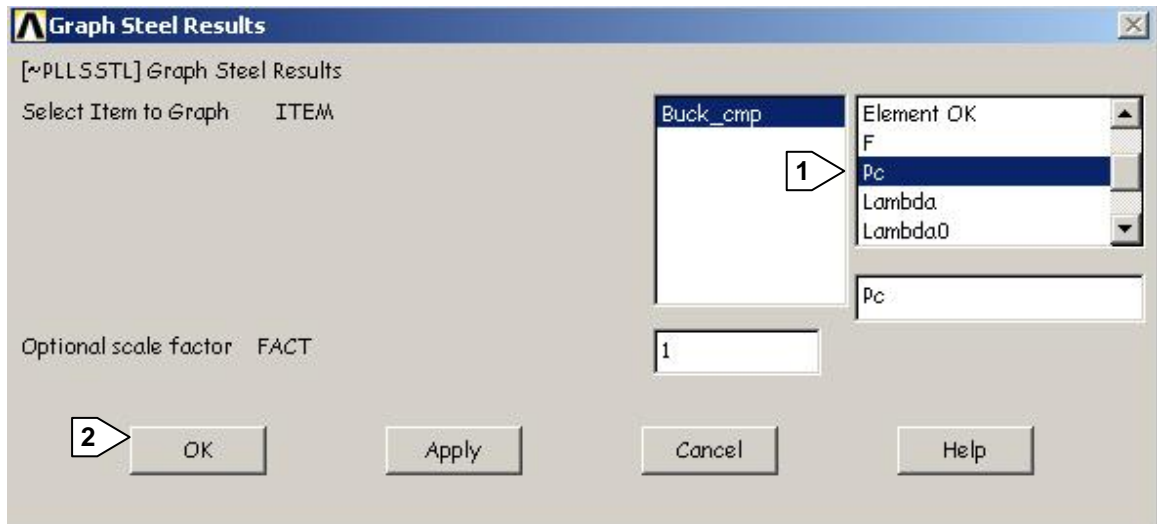 Graph Steel Results
[~PLLSSTL] Graph Steel Results
Select Item to Graph ITEM
Buck_cmp
Element OK
F
1
Pc
Lambda
Lambda0
Pc
Optional scale factor FACT
1
2
OK Apply Cancel Help